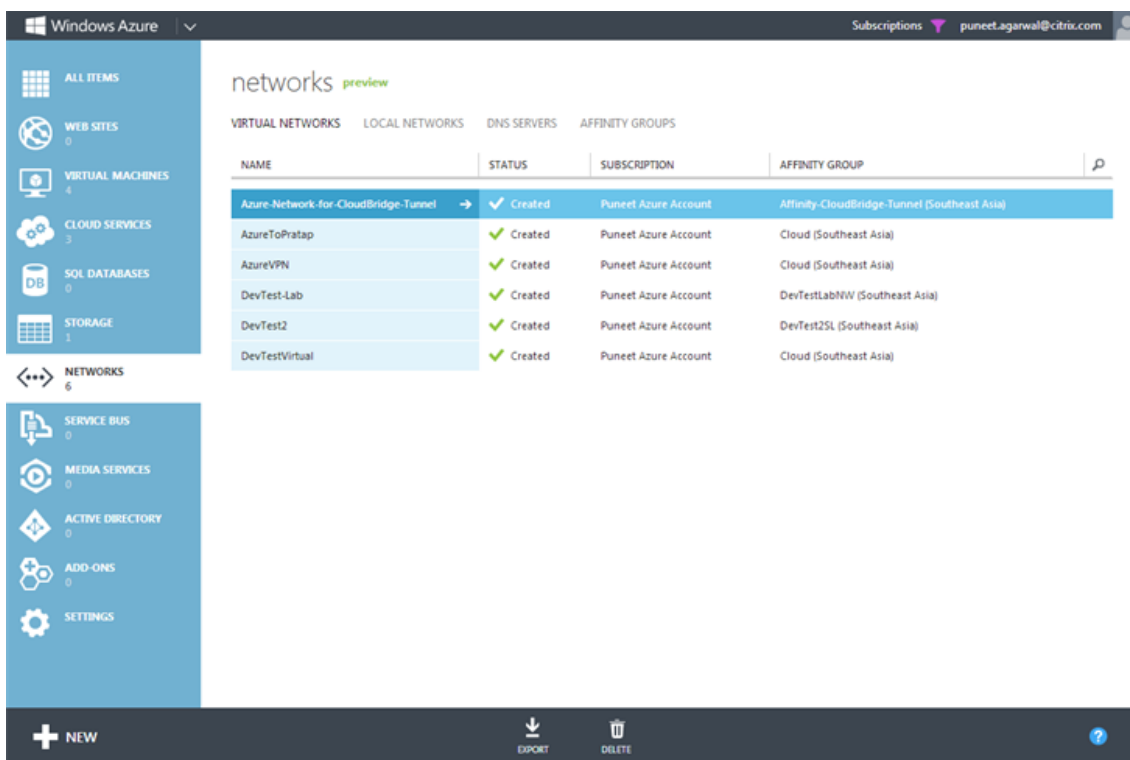 Windows Azure
Subscriptions puneet.agarwal@citrix.com
ALL ITEMS
WEB SITES
0
VIRTUAL MACHINES
4
CLOUD SERVICES
3
DB
SQL DATABASES
0
STORAGE
1
NETWORKS
6
SERVICE BUS
0
MEDIA SERVICES
0
ACTIVE DIRECTORY
0
ADD-ONS
0
SETTINGS
networks preview
VIRTUAL NETWORKS LOCAL NETWORKS DNS SERVERS AFFINITY GROUPS
NAME STATUS SUBSCRIPTION AFFINITY GROUP
Azure-Network-for-CloudBridge-Tunnel Created Puneet Azure Account Affinity-CloudBridge-Tunnel (Southeast Asia)
AzureToPratap Created Puneet Azure Account Cloud (Southeast Asia)
AzureVPN Created Puneet Azure Account Cloud (Southeast Asia)
DevTest-Lab Created Puneet Azure Account DevTestLabNW (Southeast Asia)
DevTest2 Created Puneet Azure Account DevTest2SL (Southeast Asia)
DevTestVirtual Created Puneet Azure Account Cloud (Southeast Asia)
NEW EXPORT DELETE ?